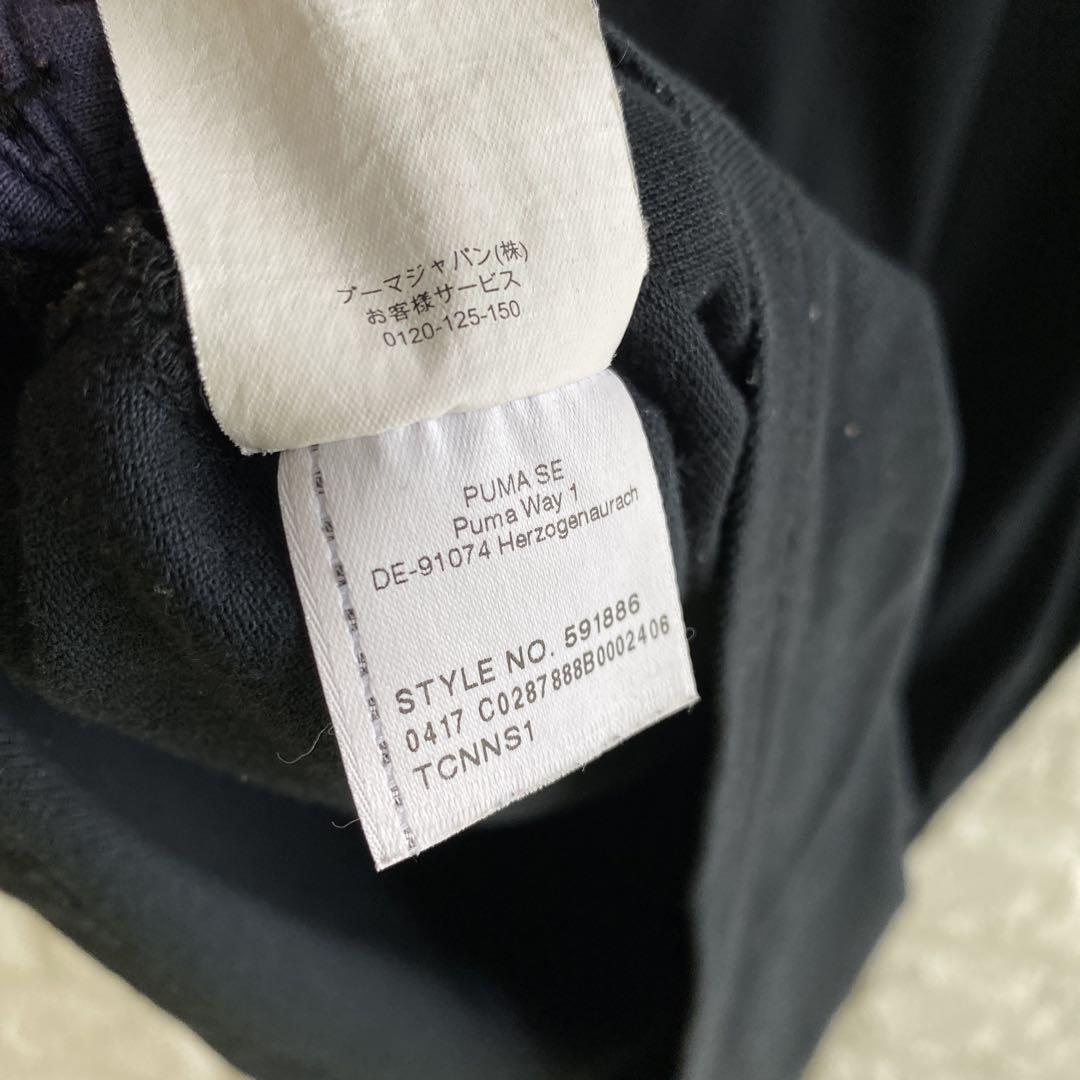 プーマジャパン(株)
お客様サービス
0120-125-150
PUMA SE
Puma Way 1
DE-91074 Herzogenaurach
STYLE NO. 591886
0417 C0287888B0002406
TCNNS1